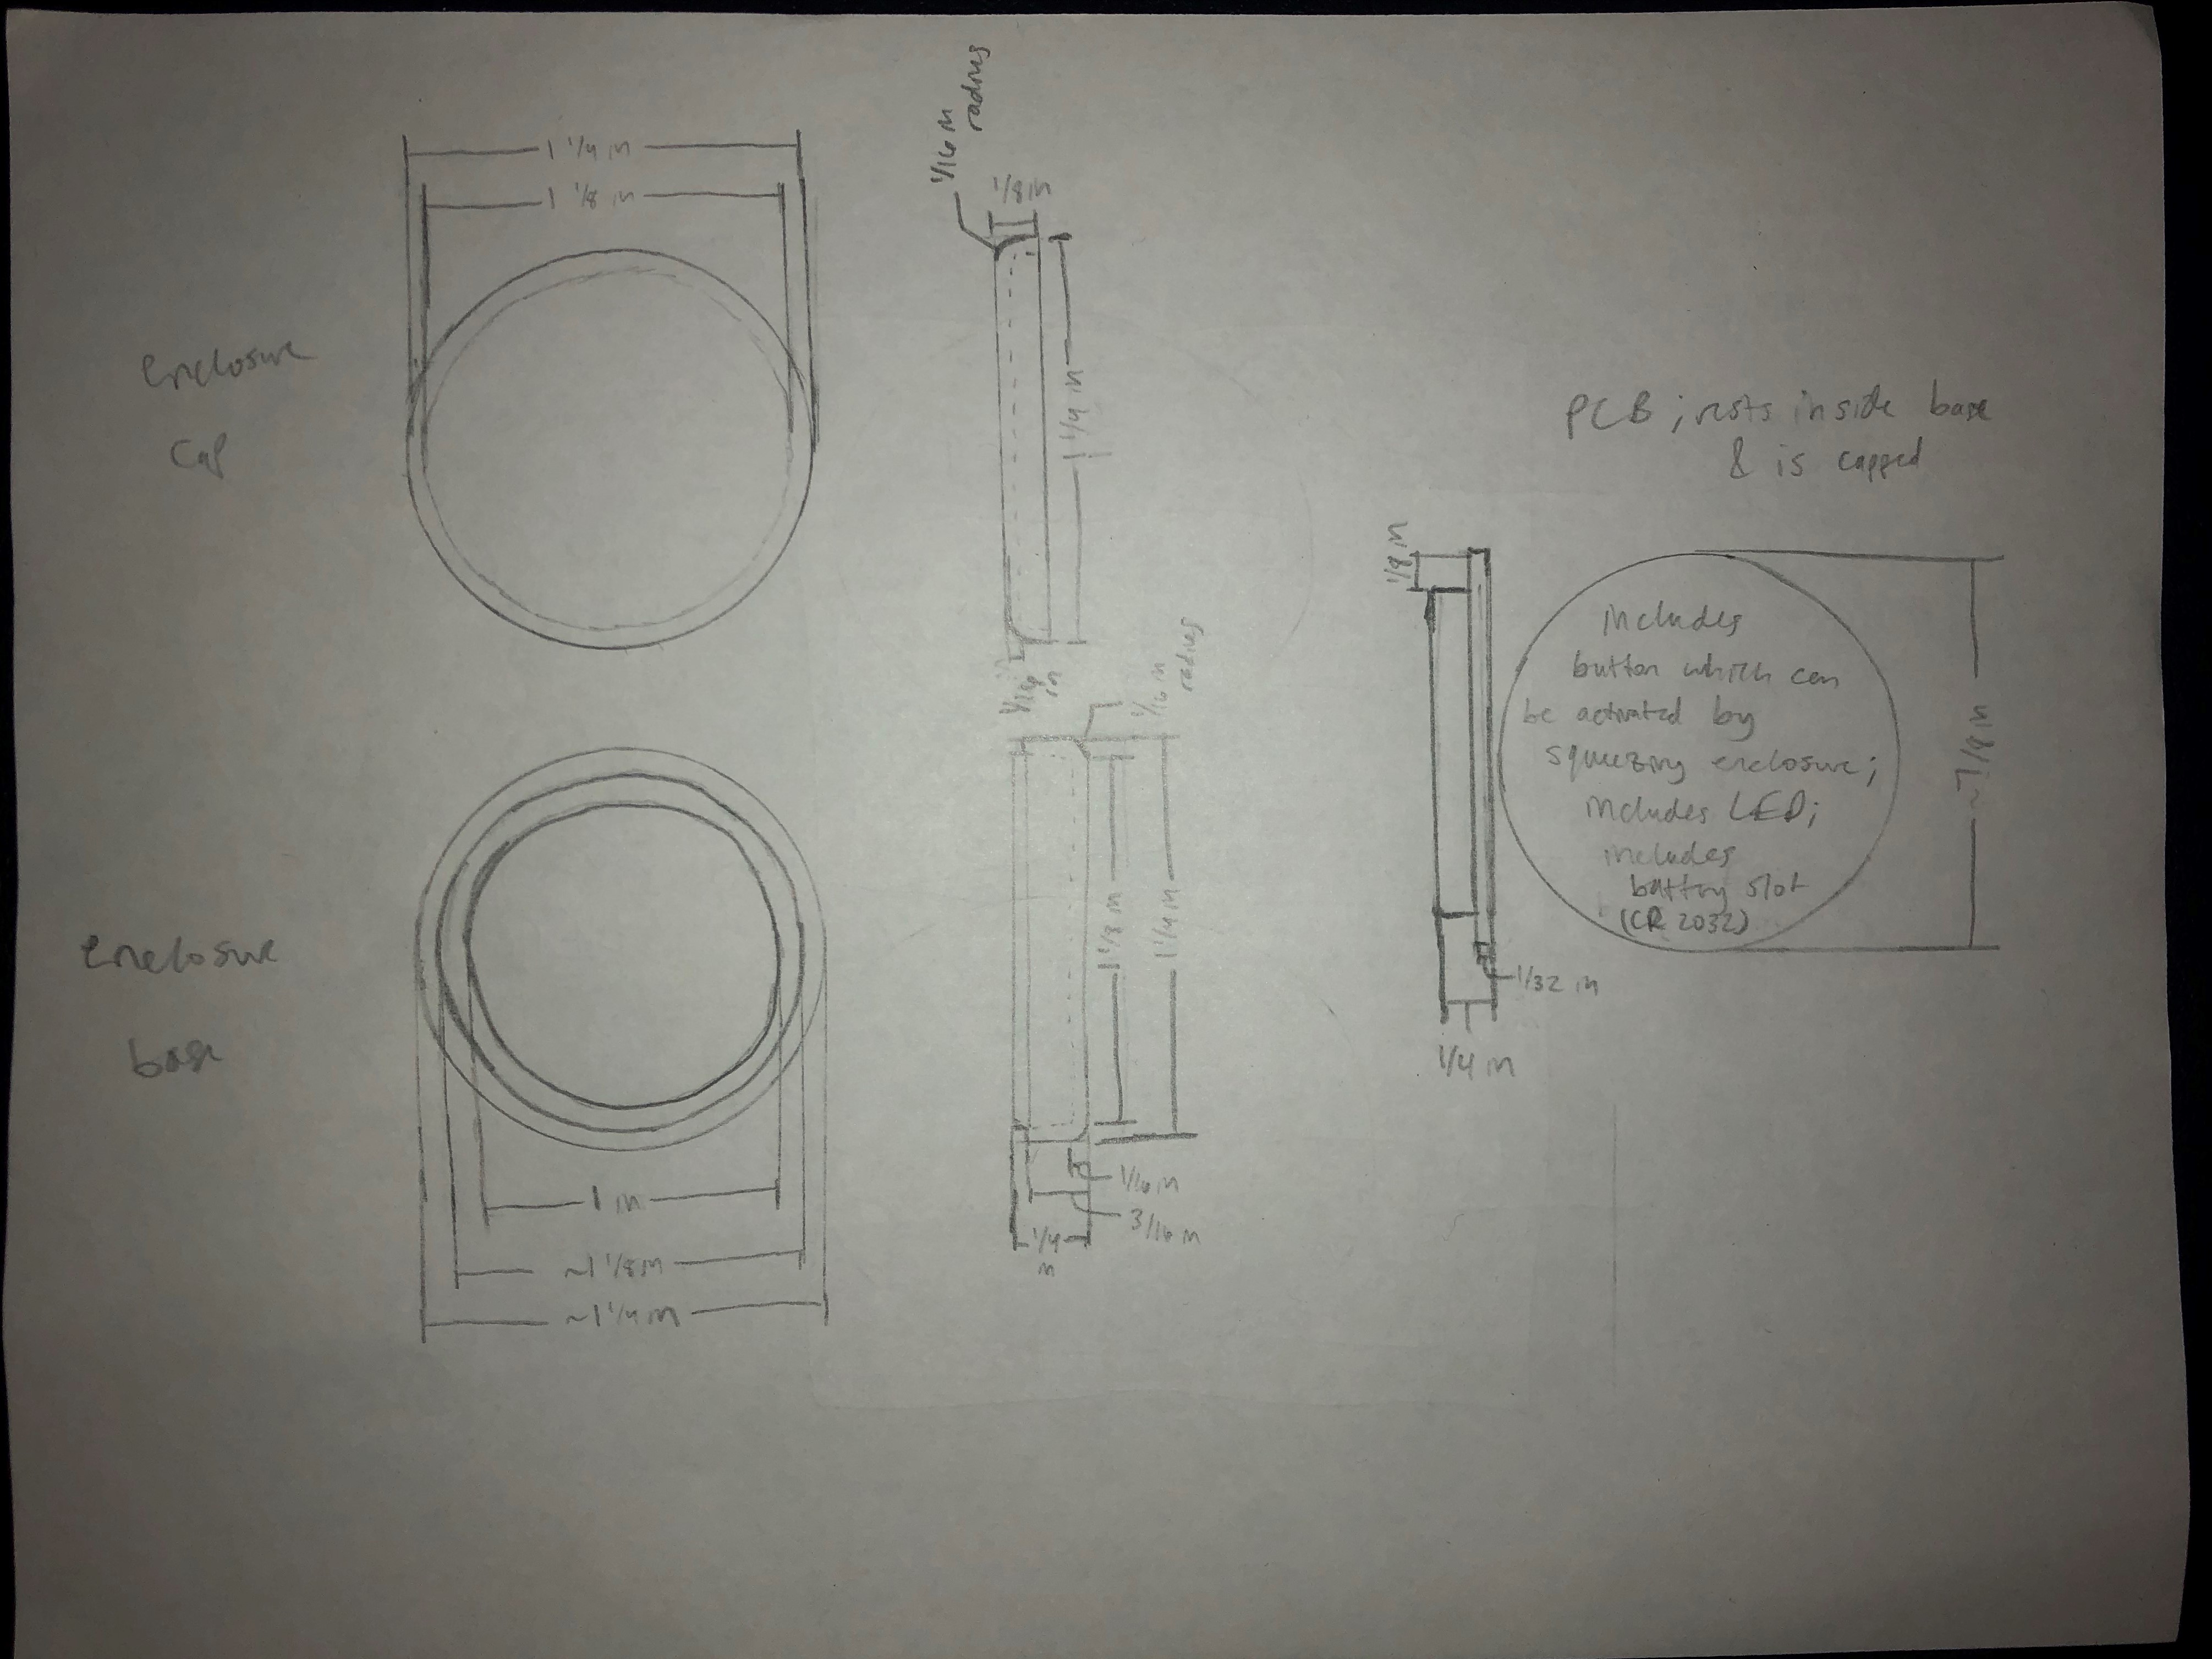 enclosure
cap
1 1/4 in
1 1/8 in
1/16 in
radius
1/8 in
1 1/4 in
1/16
in
enclosure
base
1 in
~1 1/8 in
~1 1/4 in
1/16 in
radius
1 1/8 in
1 1/4 in
1/16 in
3/16 in
1/4
in
PCB; rests inside base
& is capped
1/8 in
1/32 in
1/4 in
includes
button which can
be activated by
squeezing enclosure;
includes LED;
includes
battery slot
(CR 2032)
~7/8 in